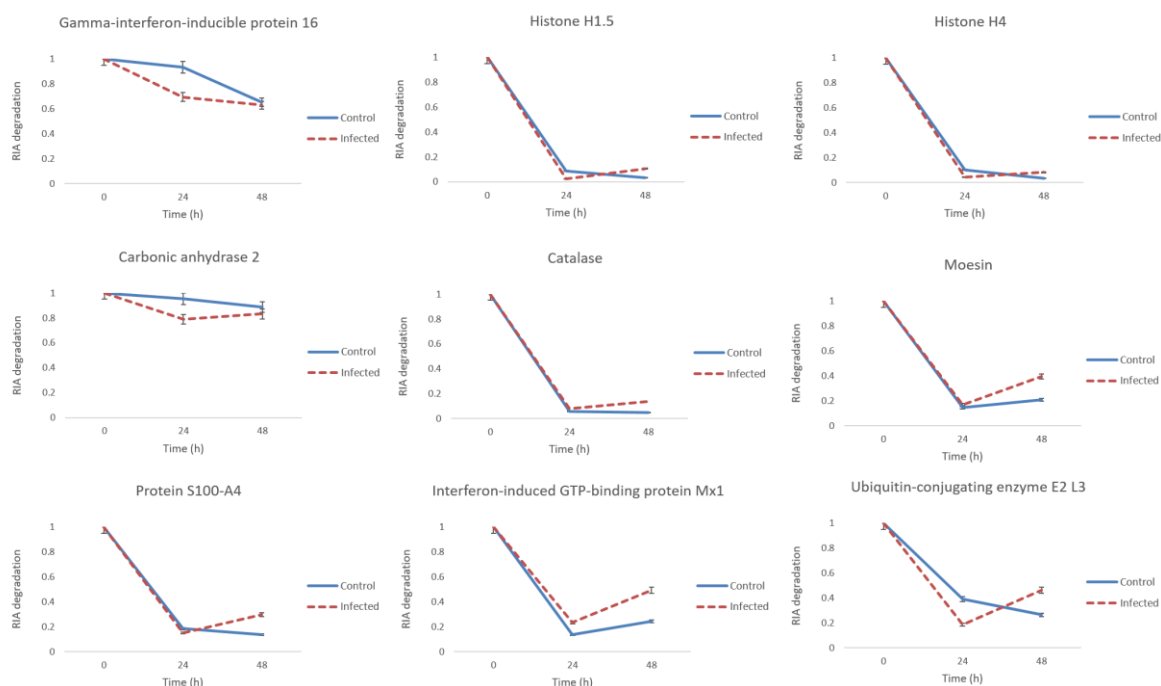 Gamma-interferon-inducible protein 16
RIA degradation
1
0.8
0.6
0.4
0.2
0
0
24
48
Time (h)
Control
Infected
Histone H1.5
RIA degradation
1
0.8
0.6
0.4
0.2
0
0
24
48
Time (h)
Control
Infected
Histone H4
RIA degradation
1
0.8
0.6
0.4
0.2
0
0
24
48
Time (h)
Control
Infected
Carbonic anhydrase 2
RIA degradation
1
0.8
0.6
0.4
0.2
0
0
24
48
Time (h)
Control
Infected
Catalase
RIA degradation
1
0.8
0.6
0.4
0.2
0
0
24
48
Time (h)
Control
Infected
Moesin
RIA degradation
1
0.8
0.6
0.4
0.2
0
0
24
48
Time (h)
Control
Infected
Protein S100-A4
RIA degradation
1
0.8
0.6
0.4
0.2
0
0
24
48
Time (h)
Control
Infected
Interferon-induced GTP-binding protein Mx1
RIA degradation
1
0.8
0.6
0.4
0.2
0
0
24
48
Time (h)
Control
Infected
Ubiquitin-conjugating enzyme E2 L3
RIA degradation
1
0.8
0.6
0.4
0.2
0
0
24
48
Time (h)
Control
Infected